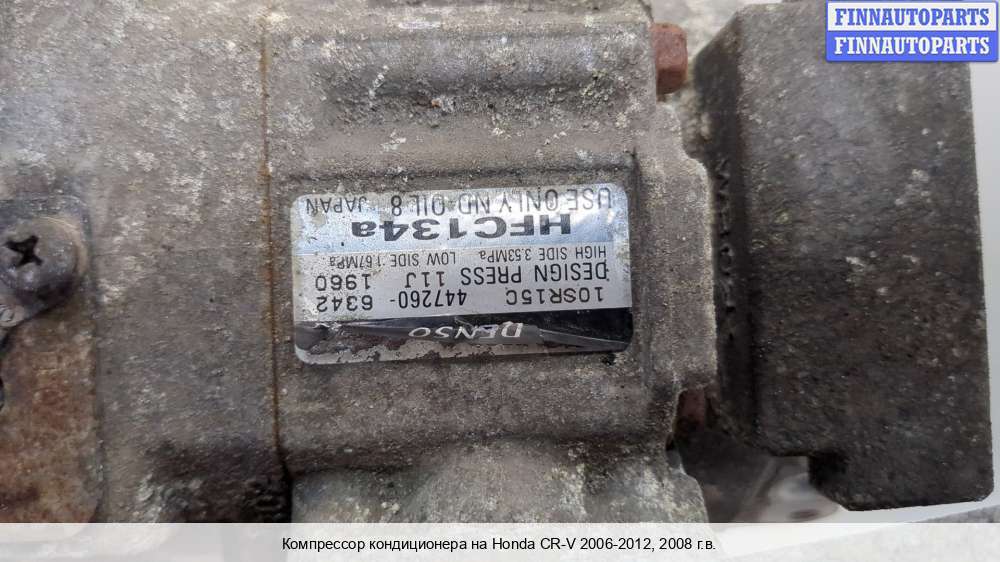 FINNAUTOPARTS
FINNAUTOPARTS
DENSO
10SR15C 447260-6342
DESIGN PRESS 11J 1960
HIGH SIDE 3.53MPa LOW SIDE 1.67MPa
HFC134a
USE ONLY ND-OIL 8 JAPAN
Компрессор кондиционера на Honda CR-V 2006-2012, 2008 г.в.